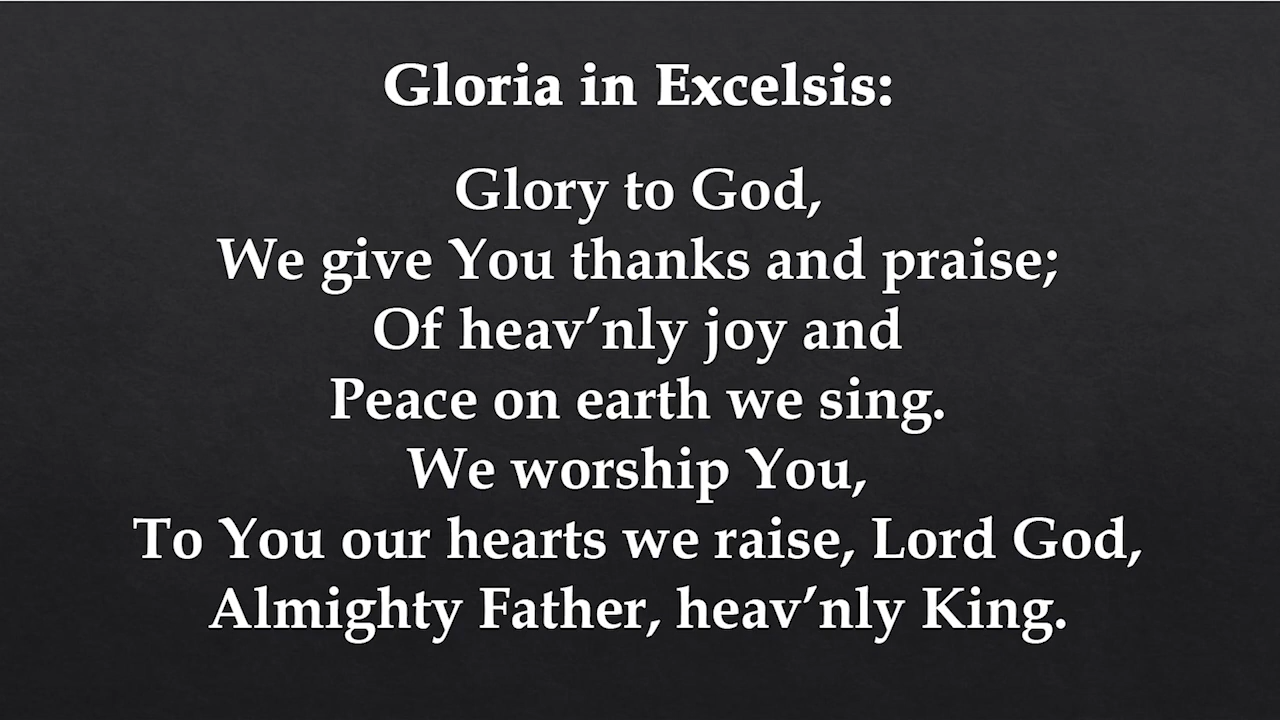 Gloria in Excelsis:
Glory to God,
We give You thanks and praise;
Of heav’nly joy and
Peace on earth we sing.
We worship You,
To You our hearts we raise, Lord God,
Almighty Father, heav’nly King.